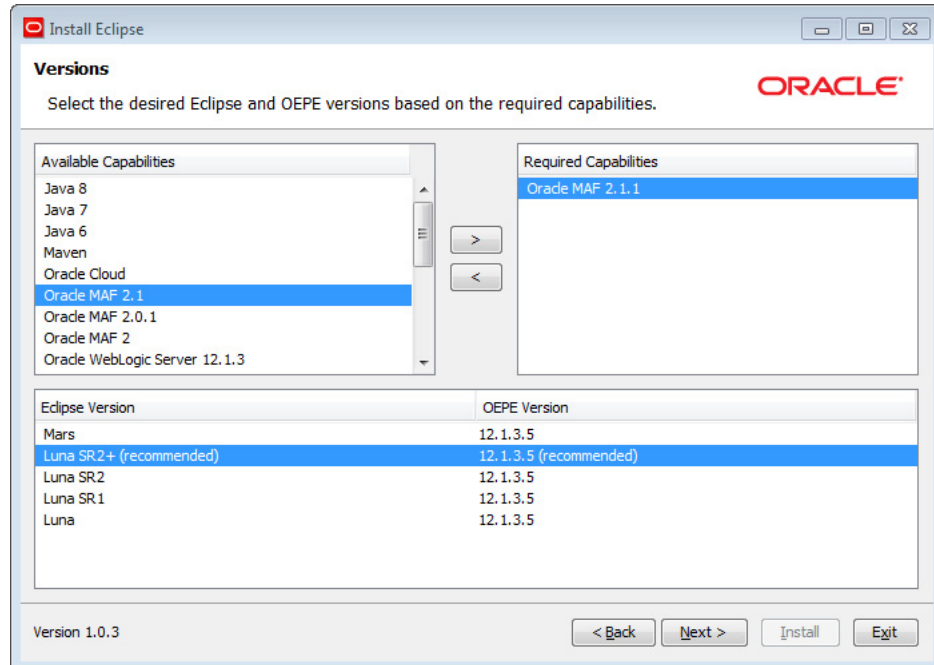 Install Eclipse
Versions
Select the desired Eclipse and OEPE versions based on the required capabilities.
ORACLE
Available Capabilities
Java 8
Java 7
Java 6
Maven
Oracle Cloud
Oracle MAF 2.1
Oracle MAF 2.0.1
Oracle MAF 2
Oracle WebLogic Server 12.1.3
>
<
Required Capabilities
Oracle MAF 2.1.1
Eclipse Version OEPE Version
Mars 12.1.3.5
Luna SR2+ (recommended) 12.1.3.5 (recommended)
Luna SR2 12.1.3.5
Luna SR1 12.1.3.5
Luna 12.1.3.5
Version 1.0.3 < Back Next > Install Exit